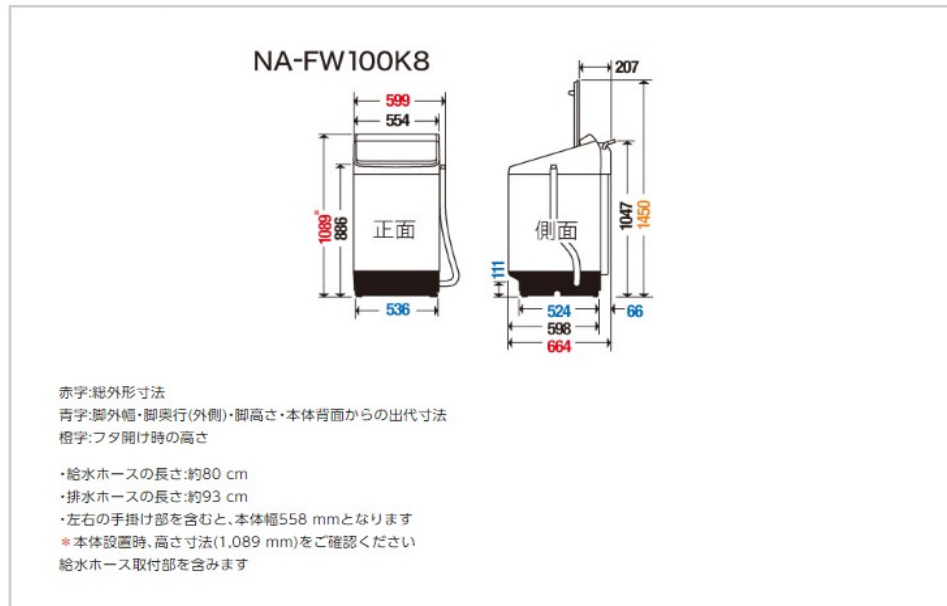 NA-FW100K8
207
599
554
1089*
886
正面
側面
1047
1450
111
536
524
66
598
664
赤字:総外形寸法
青字:脚外幅・脚奥行(外側)・脚高さ・本体背面からの出代寸法
橙字:フタ開け時の高さ
・給水ホースの長さ:約80 cm
・排水ホースの長さ:約93 cm
・左右の手掛け部を含むと、本体幅558 mmとなります
*本体設置時、高さ寸法(1,089 mm)をご確認ください
給水ホース取付部を含みます